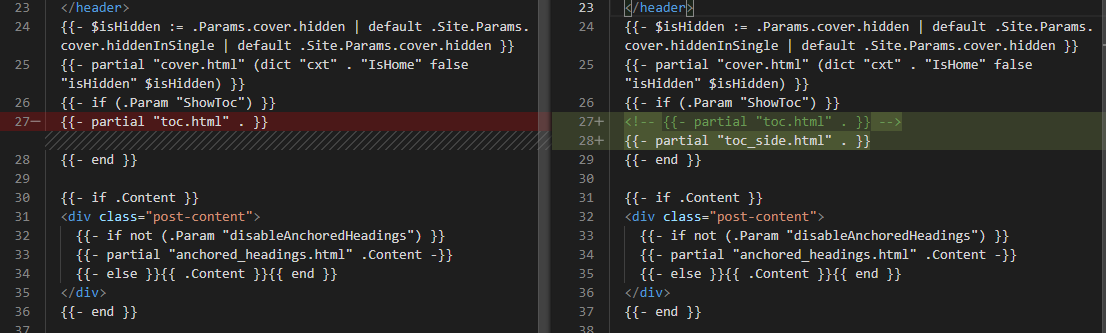 23 </header>
24 {{- $isHidden := .Params.cover.hidden | default .Site.Params.
cover.hiddenInSingle | default .Site.Params.cover.hidden }}
25 {{- partial "cover.html" (dict "cxt" . "IsHome" false
"isHidden" $isHidden) }}
26 {{- if (.Param "ShowToc") }}
27— {{- partial "toc.html" . }}
28 {{- end }}
29
30 {{- if .Content }}
31 <div class="post-content">
32 {{- if not (.Param "disableAnchoredHeadings") }}
33 {{- partial "anchored_headings.html" .Content -}}
34 {{- else }}{{ .Content }}{{ end }}
35 </div>
36 {{- end }}
37
23 </header>
24 {{- $isHidden := .Params.cover.hidden | default .Site.Params.
cover.hiddenInSingle | default .Site.Params.cover.hidden }}
25 {{- partial "cover.html" (dict "cxt" . "IsHome" false
"isHidden" $isHidden) }}
26 {{- if (.Param "ShowToc") }}
27+ <!-- {{- partial "toc.html" . }} -->
28+ {{- partial "toc_side.html" . }}
29 {{- end }}
30
31 {{- if .Content }}
32 <div class="post-content">
33 {{- if not (.Param "disableAnchoredHeadings") }}
34 {{- partial "anchored_headings.html" .Content -}}
35 {{- else }}{{ .Content }}{{ end }}
36 </div>
37 {{- end }}
38